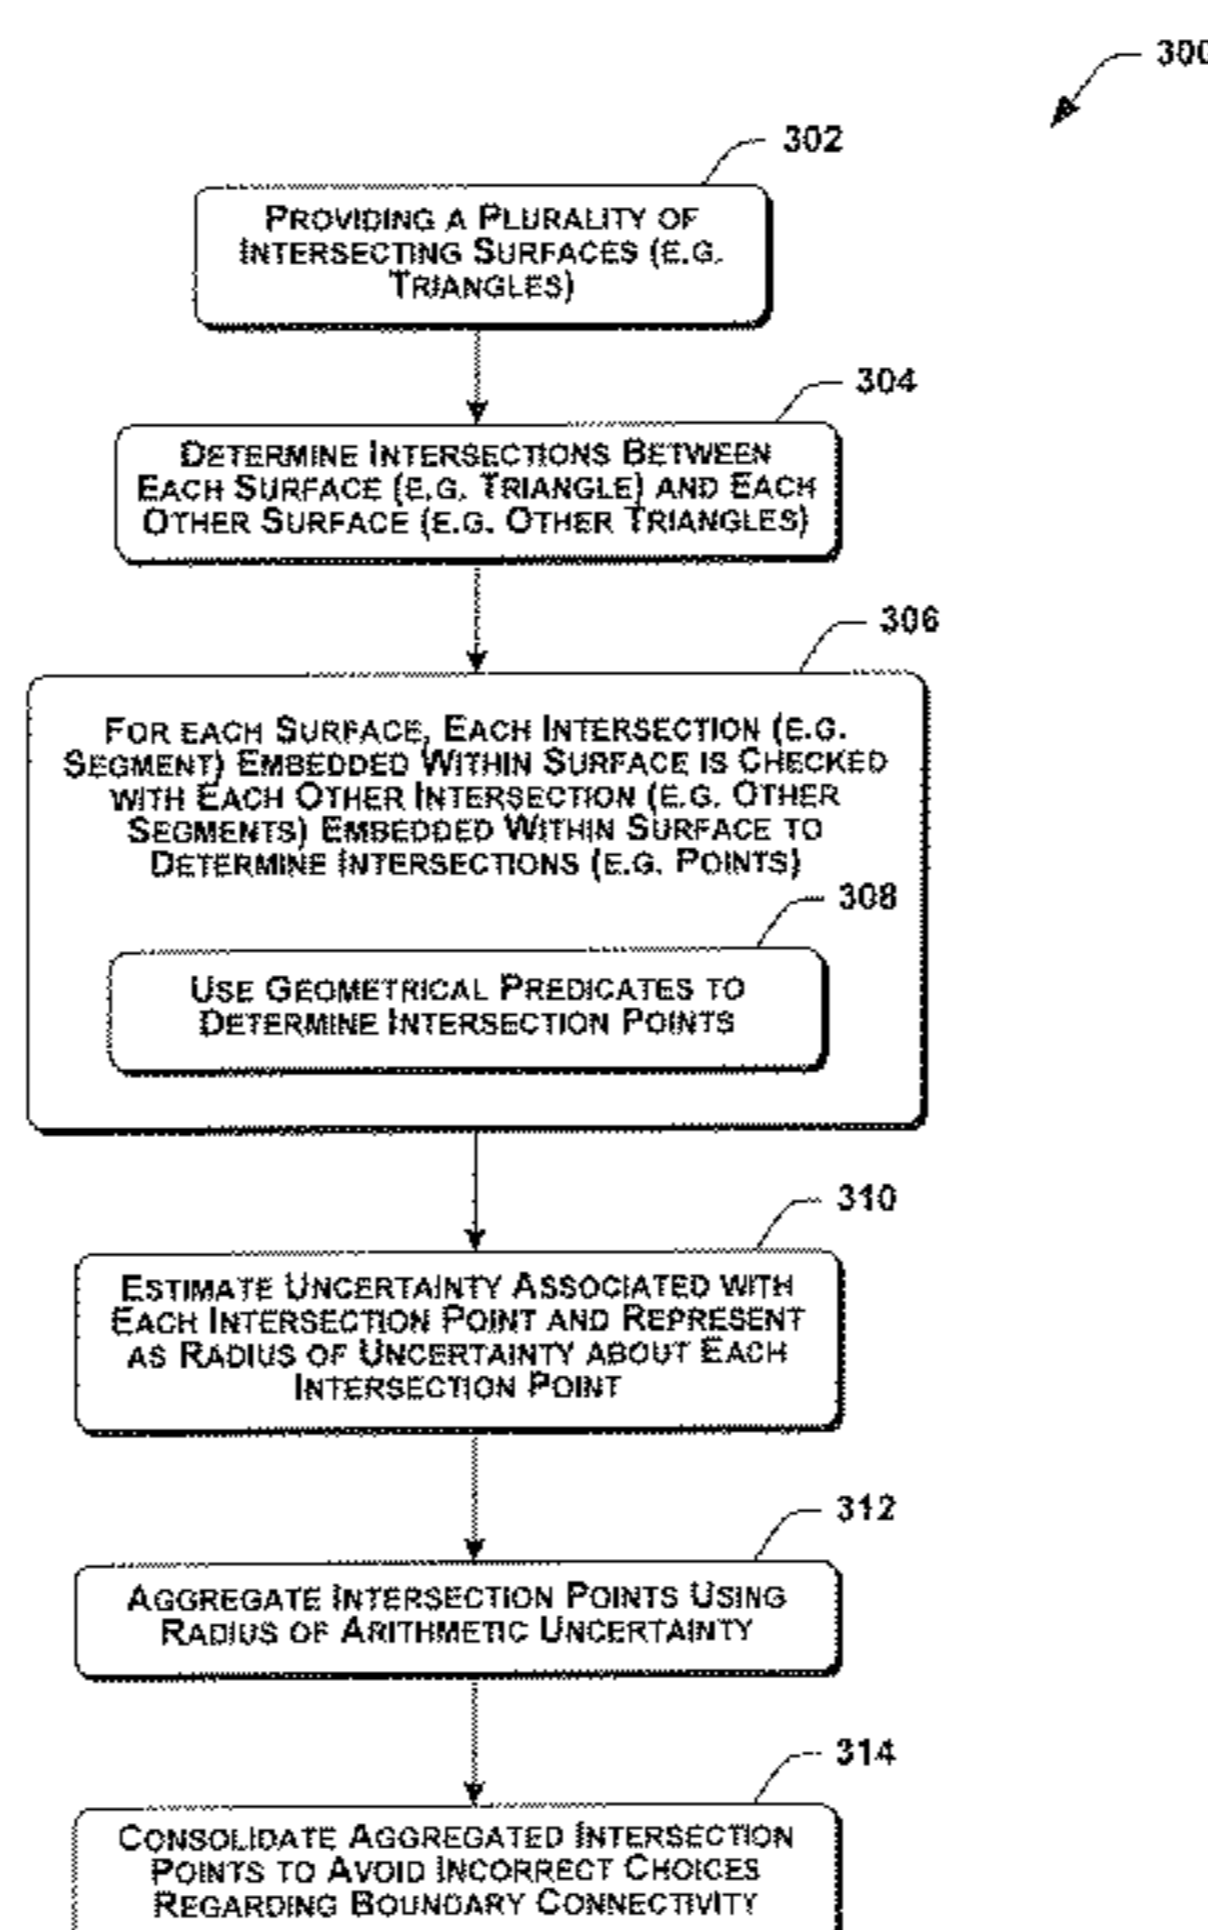 300
302
PROVIDING A PLURALITY OF
INTERSECTING SURFACES (E.G.
TRIANGLES)
304
DETERMINE INTERSECTIONS BETWEEN
EACH SURFACE (E.G. TRIANGLE) AND EACH
OTHER SURFACE (E.G. OTHER TRIANGLES)
306
FOR EACH SURFACE, EACH INTERSECTION (E.G.
SEGMENT) EMBEDDED WITHIN SURFACE IS CHECKED
WITH EACH OTHER INTERSECTION (E.G. OTHER
SEGMENTS) EMBEDDED WITHIN SURFACE TO
DETERMINE INTERSECTIONS (E.G. POINTS)
308
USE GEOMETRICAL PREDICATES TO
DETERMINE INTERSECTION POINTS
310
ESTIMATE UNCERTAINTY ASSOCIATED WITH
EACH INTERSECTION POINT AND REPRESENT
AS RADIUS OF UNCERTAINTY ABOUT EACH
INTERSECTION POINT
312
AGGREGATE INTERSECTION POINTS USING
RADIUS OF ARITHMETIC UNCERTAINTY
314
CONSOLIDATE AGGREGATED INTERSECTION
POINTS TO AVOID INCORRECT CHOICES
REGARDING BOUNDARY CONNECTIVITY